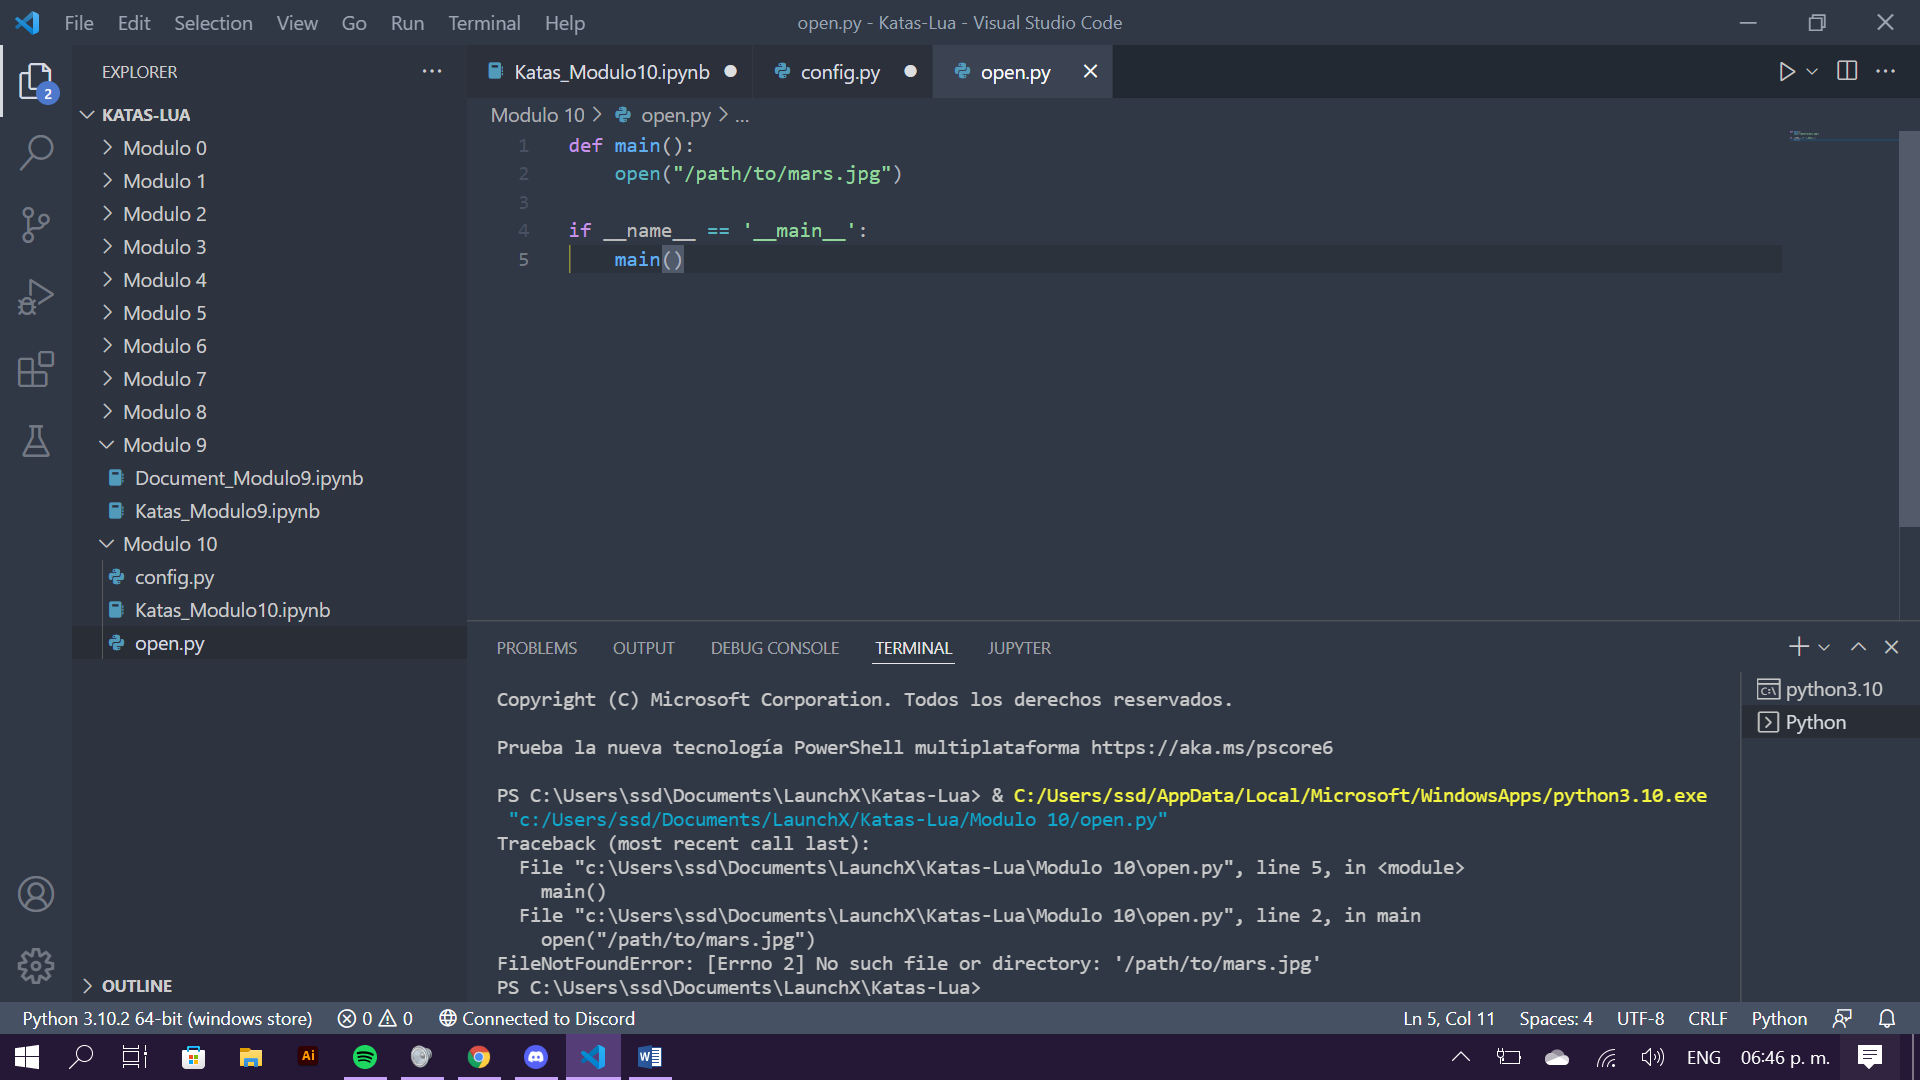 File Edit Selection View Go Run Terminal Help
open.py - Katas-Lua - Visual Studio Code
EXPLORER
2
KATAS-LUA
Modulo 0
Modulo 1
Modulo 2
Modulo 3
Modulo 4
Modulo 5
Modulo 6
Modulo 7
Modulo 8
Modulo 9
Document_Modulo9.ipynb
Katas_Modulo9.ipynb
Modulo 10
config.py
Katas_Modulo10.ipynb
open.py
OUTLINE
Katas_Modulo10.ipynb config.py open.py
Modulo 10 > open.py > ...
1 def main():
2     open("/path/to/mars.jpg")
3
4 if __name__ == '__main__':
5     main()
PROBLEMS OUTPUT DEBUG CONSOLE TERMINAL JUPYTER
Copyright (C) Microsoft Corporation. Todos los derechos reservados.
Prueba la nueva tecnología PowerShell multiplataforma https://aka.ms/pscore6
PS C:\Users\ssd\Documents\LaunchX\Katas-Lua> & C:/Users/ssd/AppData/Local/Microsoft/WindowsApps/python3.10.exe
"c:/Users/ssd/Documents/LaunchX/Katas-Lua/Modulo 10/open.py"
Traceback (most recent call last):
  File "c:\Users\ssd\Documents\LaunchX\Katas-Lua\Modulo 10\open.py", line 5, in <module>
    main()
  File "c:\Users\ssd\Documents\LaunchX\Katas-Lua\Modulo 10\open.py", line 2, in main
    open("/path/to/mars.jpg")
FileNotFoundError: [Errno 2] No such file or directory: '/path/to/mars.jpg'
PS C:\Users\ssd\Documents\LaunchX\Katas-Lua>
python3.10
Python
Python 3.10.2 64-bit (windows store) 0 0 Connected to Discord
Ln 5, Col 11 Spaces: 4 UTF-8 CRLF Python
Ai
ENG 06:46 p. m.